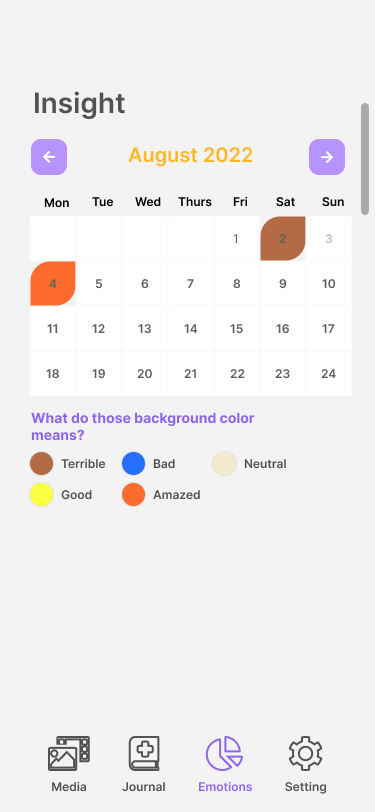 Insight
August 2022
Mon Tue Wed Thurs Fri Sat Sun
1 2 3
4 5 6 7 8 9 10
11 12 13 14 15 16 17
18 19 20 21 22 23 24
What do those background color
means?
Terrible Bad Neutral
Good Amazed
Media Journal Emotions Setting